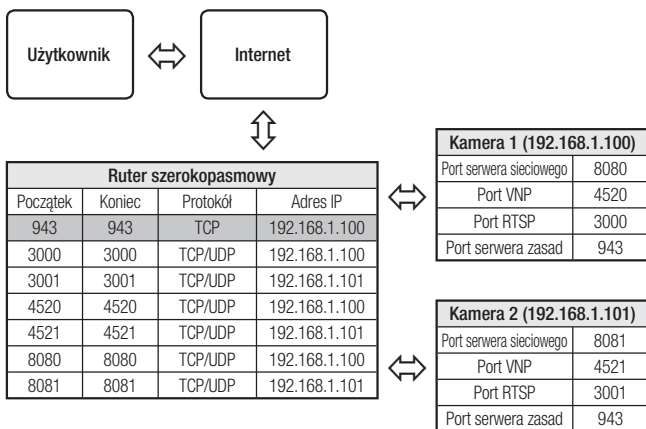 Użytkownik
Internet
Ruter szerokopasmowy
Początek Koniec Protokół Adres IP
943 943 TCP 192.168.1.100
3000 3000 TCP/UDP 192.168.1.100
3001 3001 TCP/UDP 192.168.1.101
4520 4520 TCP/UDP 192.168.1.100
4521 4521 TCP/UDP 192.168.1.101
8080 8080 TCP/UDP 192.168.1.100
8081 8081 TCP/UDP 192.168.1.101
Kamera 1 (192.168.1.100)
Port serwera sieciowego 8080
Port VNP 4520
Port RTSP 3000
Port serwera zasad 943
Kamera 2 (192.168.1.101)
Port serwera sieciowego 8081
Port VNP 4521
Port RTSP 3001
Port serwera zasad 943